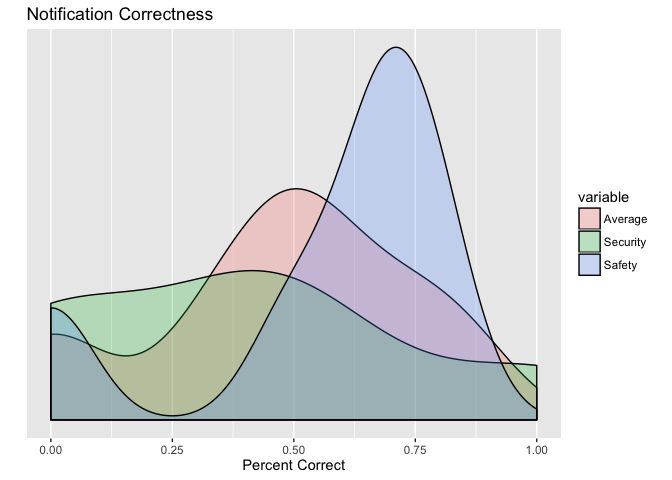 Notification Correctness
variable
Average
Security
Safety
0.00 0.25 0.50 0.75 1.00
Percent Correct